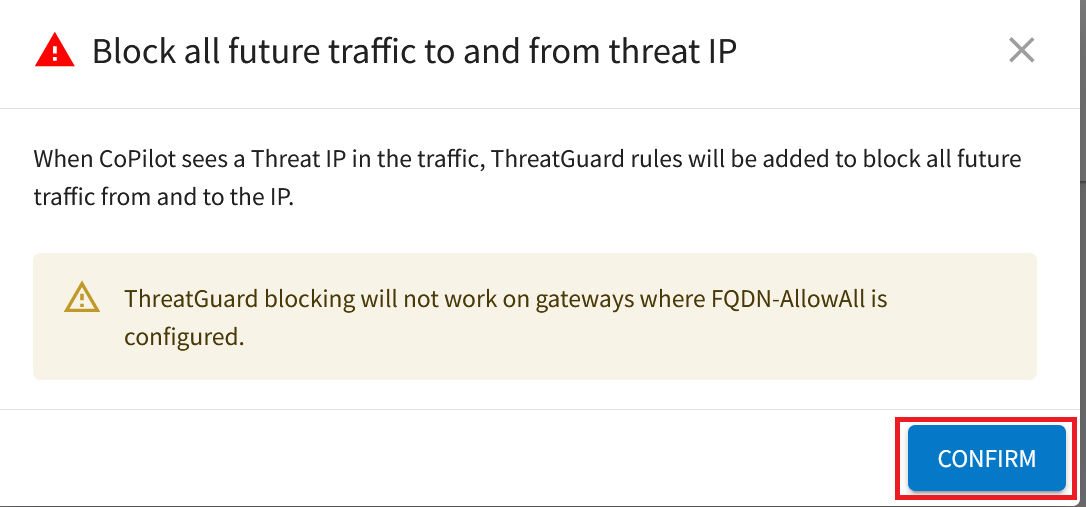 Block all future traffic to and from threat IP
When CoPilot sees a Threat IP in the traffic, ThreatGuard rules will be added to block all future
traffic from and to the IP.
ThreatGuard blocking will not work on gateways where FQDN-AllowAll is
configured.
CONFIRM